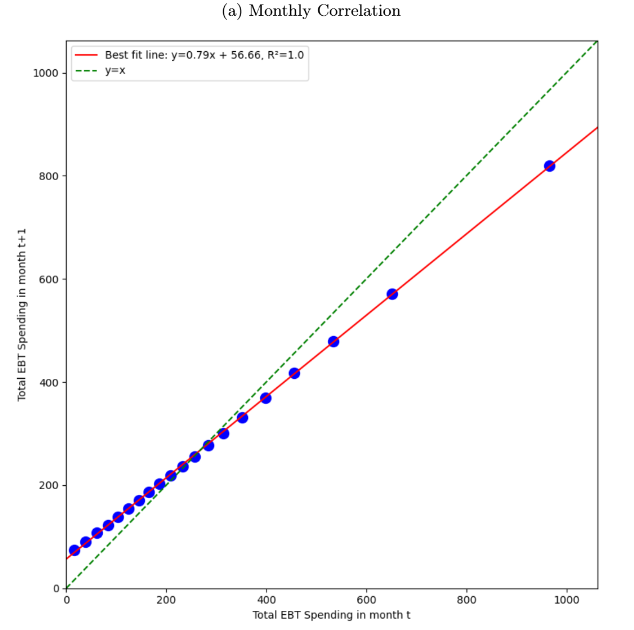 (a) Monthly Correlation
Best fit line: y=0.79x + 56.66, R²=1.0
y=x
1000
800
600
400
200
0
Total EBT Spending in month t+1
0 200 400 600 800 1000
Total EBT Spending in month t